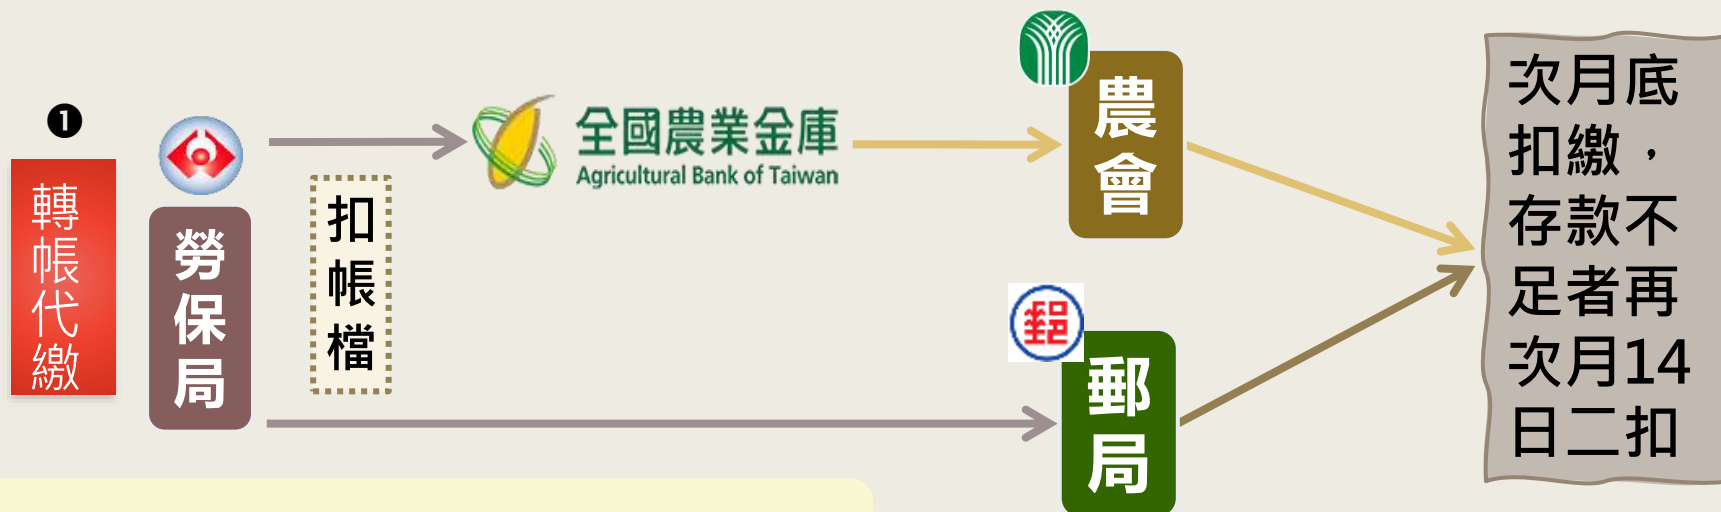 ❶
轉帳代繳
勞保局
扣帳檔
全國農業金庫
Agricultural Bank of Taiwan
農會
郵
郵局
次月底
扣繳，
存款不
足者再
次月14
日二扣